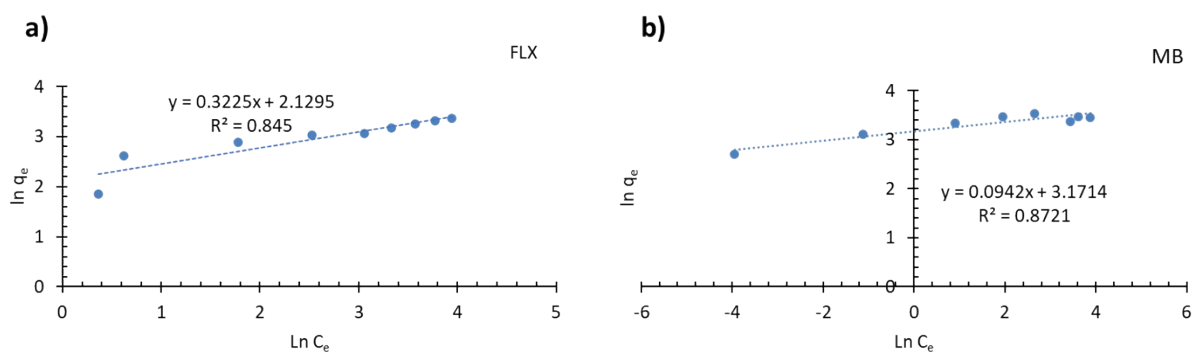 a)
FLX
y = 0.3225x + 2.1295
R² = 0.845
ln qₑ
4
3
2
1
0
0 1 2 3 4 5
Ln Cₑ
b)
MB
y = 0.0942x + 3.1714
R² = 0.8721
ln qₑ
4
3
2
1
0
-6 -4 -2 0 2 4 6
Ln Cₑ